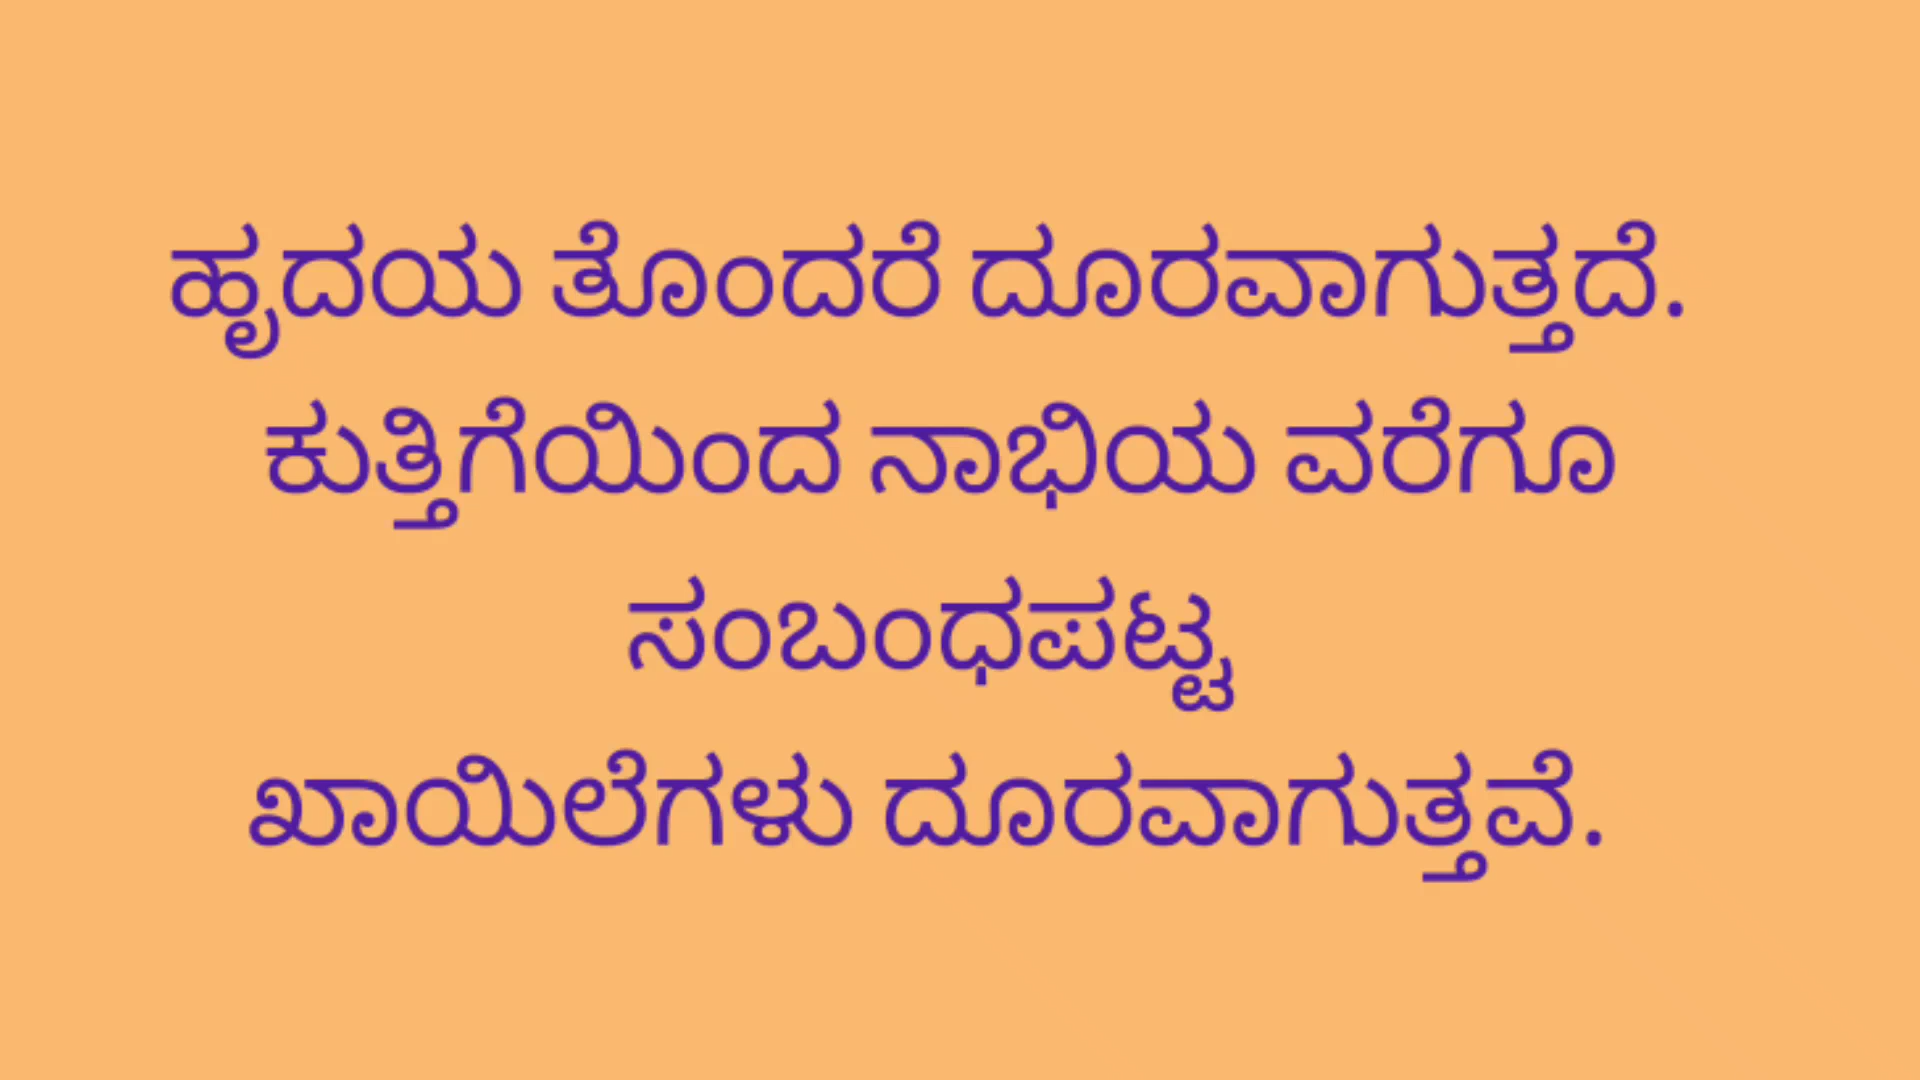 ಹೃದಯ ತೊಂದರೆ ದೂರವಾಗುತ್ತದೆ.
ಕುತ್ತಿಗೆಯಿಂದ ನಾಭಿಯ ವರೆಗೂ
ಸಂಬಂಧಪಟ್ಟ
ಖಾಯಿಲೆಗಳು ದೂರವಾಗುತ್ತವೆ.